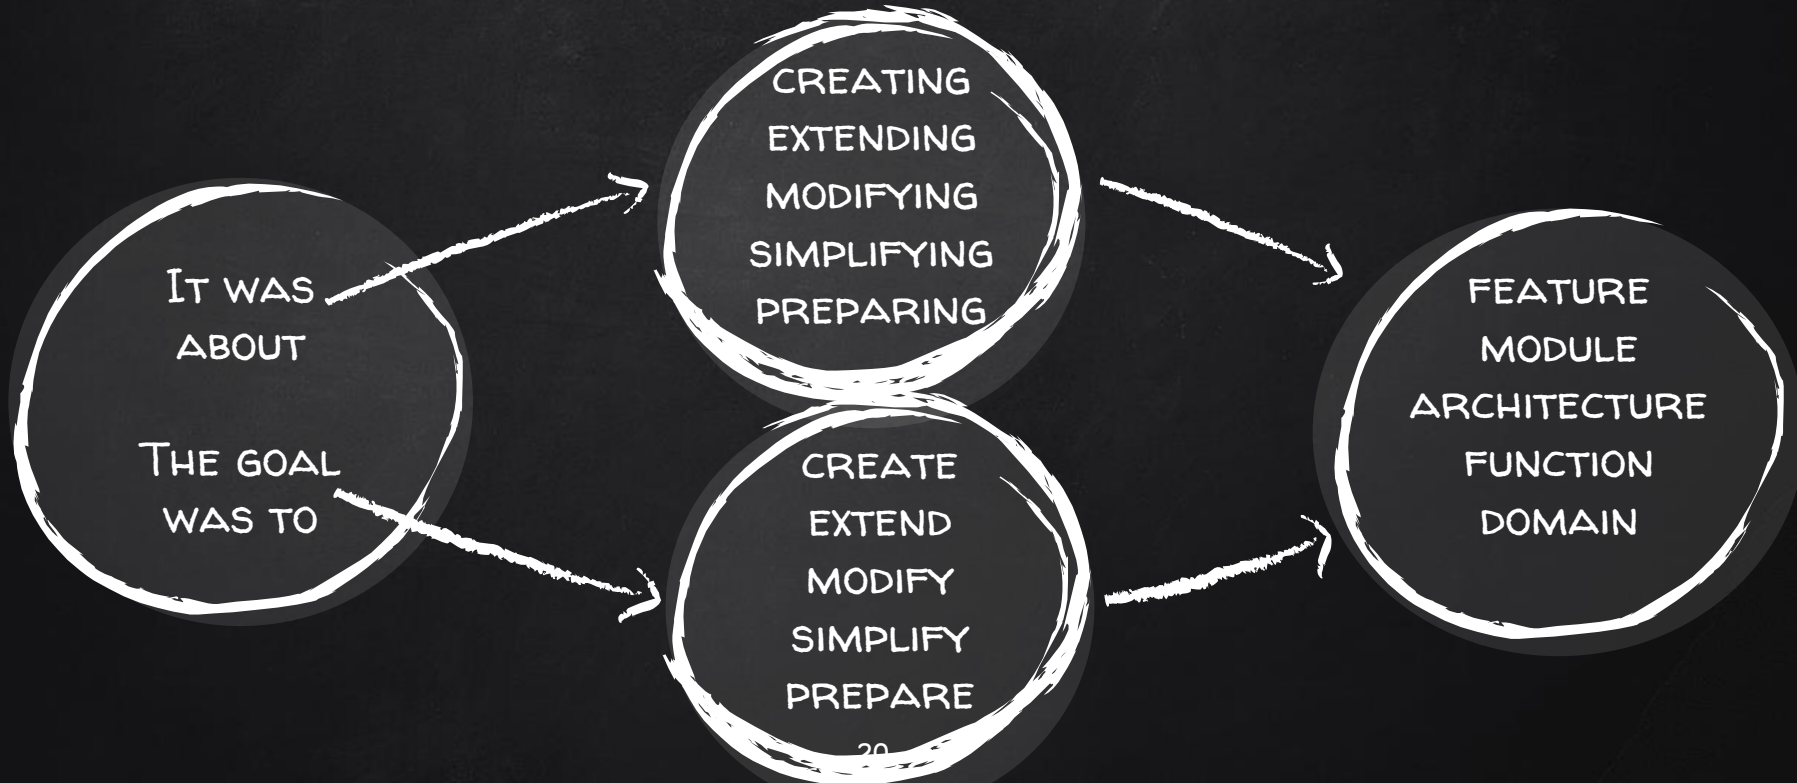 It was
about
The goal
was to
creating
extending
modifying
simplifying
preparing
create
extend
modify
simplify
prepare
20
feature
module
architecture
function
domain